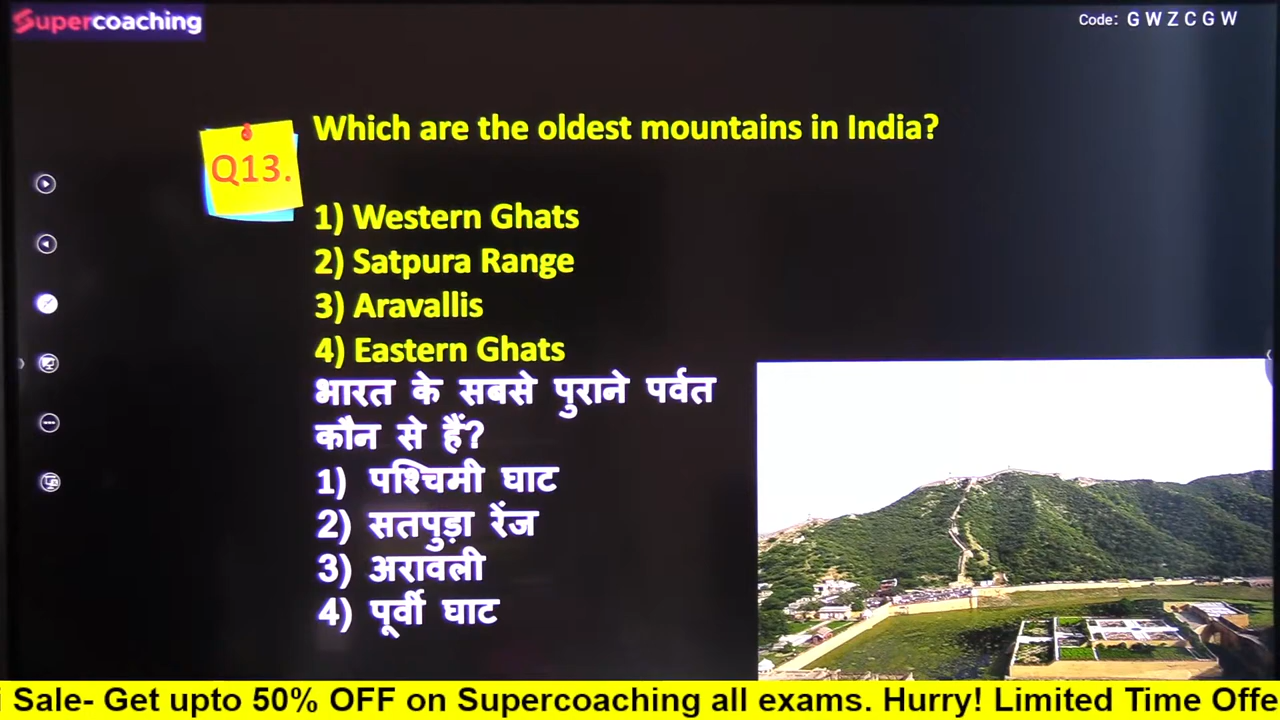 Supercoaching
Code: GWZCGW
Which are the oldest mountains in India?
Q13.
1) Western Ghats
2) Satpura Range
3) Aravallis
4) Eastern Ghats
भारत के सबसे पुराने पर्वत
कौन से हैं?
1) पश्चिमी घाट
2) सतपुड़ा रेंज
3) अरावली
4) पूर्वी घाट
Sale- Get upto 50% OFF on Supercoaching all exams. Hurry! Limited Time Offe